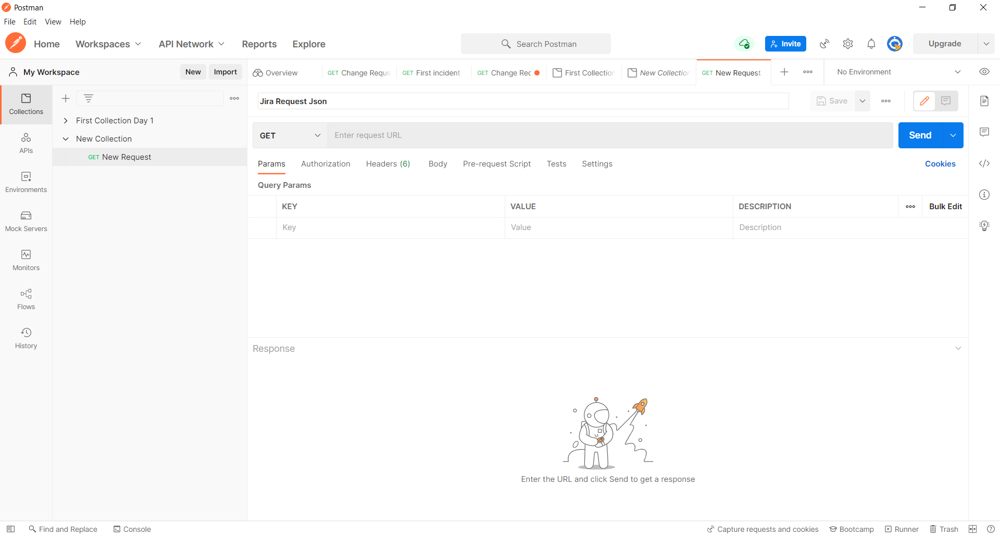 Postman
File Edit View Help
Home Workspaces API Network Reports Explore Search Postman Invite Upgrade
My Workspace New Import
Overview GET Change Reque GET First incident GET Change Rec First Collection New Collection GET New Request No Environment
Collections
APIs
Environments
Mock Servers
Monitors
Flows
History
First Collection Day 1
New Collection
GET New Request
Jira Request Json Save
GET Enter request URL Send
Params Authorization Headers (6) Body Pre-request Script Tests Settings Cookies
Query Params
KEY VALUE DESCRIPTION Bulk Edit
Key Value Description
Response
Enter the URL and click Send to get a response
Find and Replace Console Capture requests and cookies Bootcamp Runner Trash